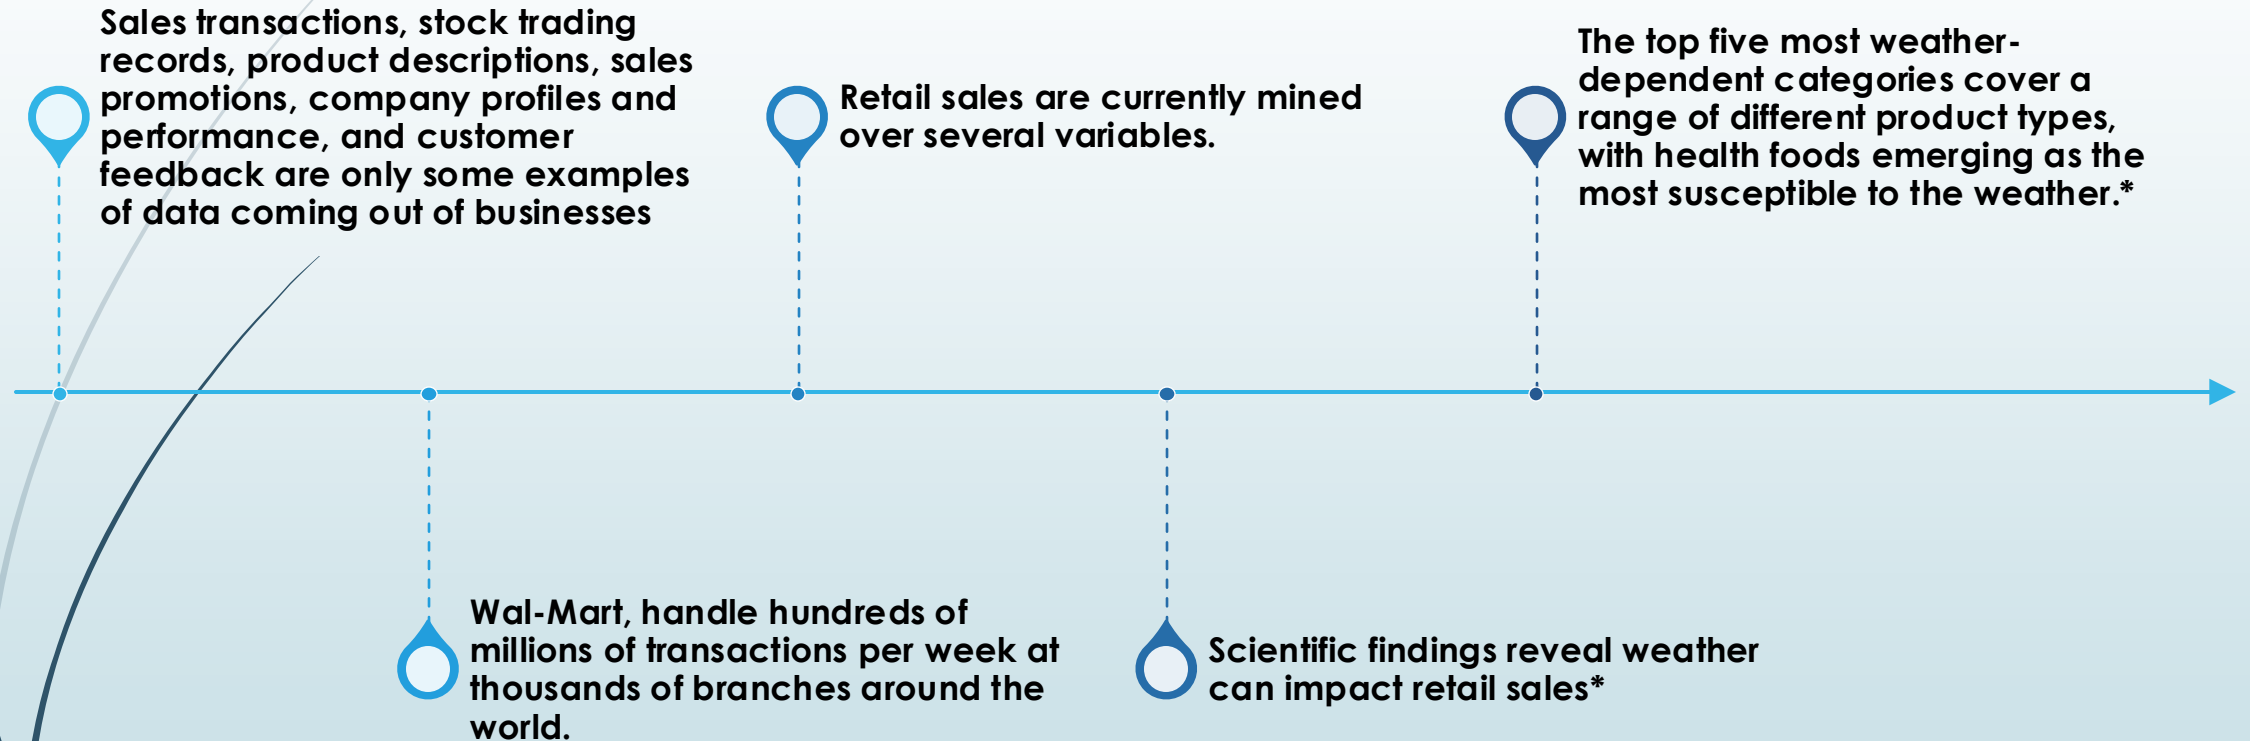 Sales transactions, stock trading
records, product descriptions, sales
promotions, company profiles and
performance, and customer
feedback are only some examples
of data coming out of businesses
Wal-Mart, handle hundreds of
millions of transactions per week at
thousands of branches around the
world.
Retail sales are currently mined
over several variables.
Scientific findings reveal weather
can impact retail sales*
The top five most weather-
dependent categories cover a
range of different product types,
with health foods emerging as the
most susceptible to the weather.*